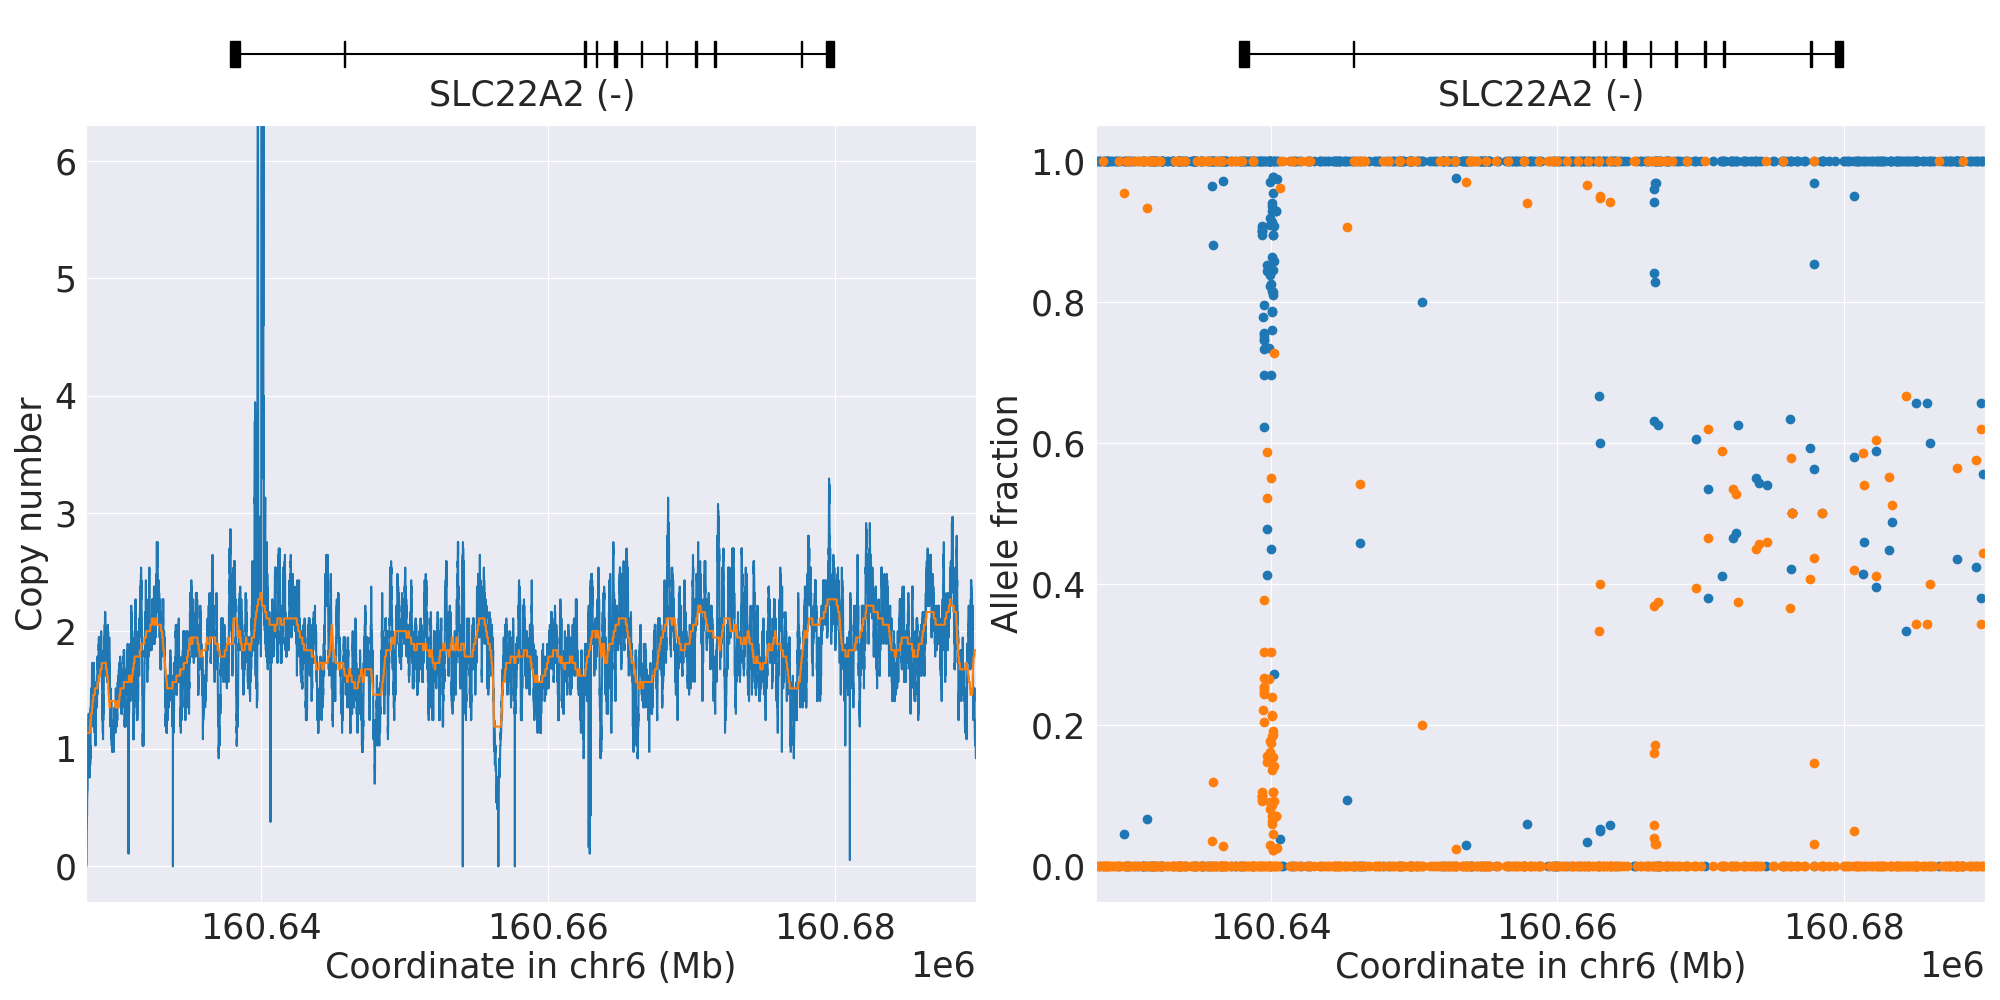 SLC22A2 (-)
6
5
4
3
2
1
0
Copy number
160.64
160.66
160.68
Coordinate in chr6 (Mb)
1e6
SLC22A2 (-)
1.0
0.8
0.6
0.4
0.2
0.0
Allele fraction
160.64
160.66
160.68
Coordinate in chr6 (Mb)
1e6